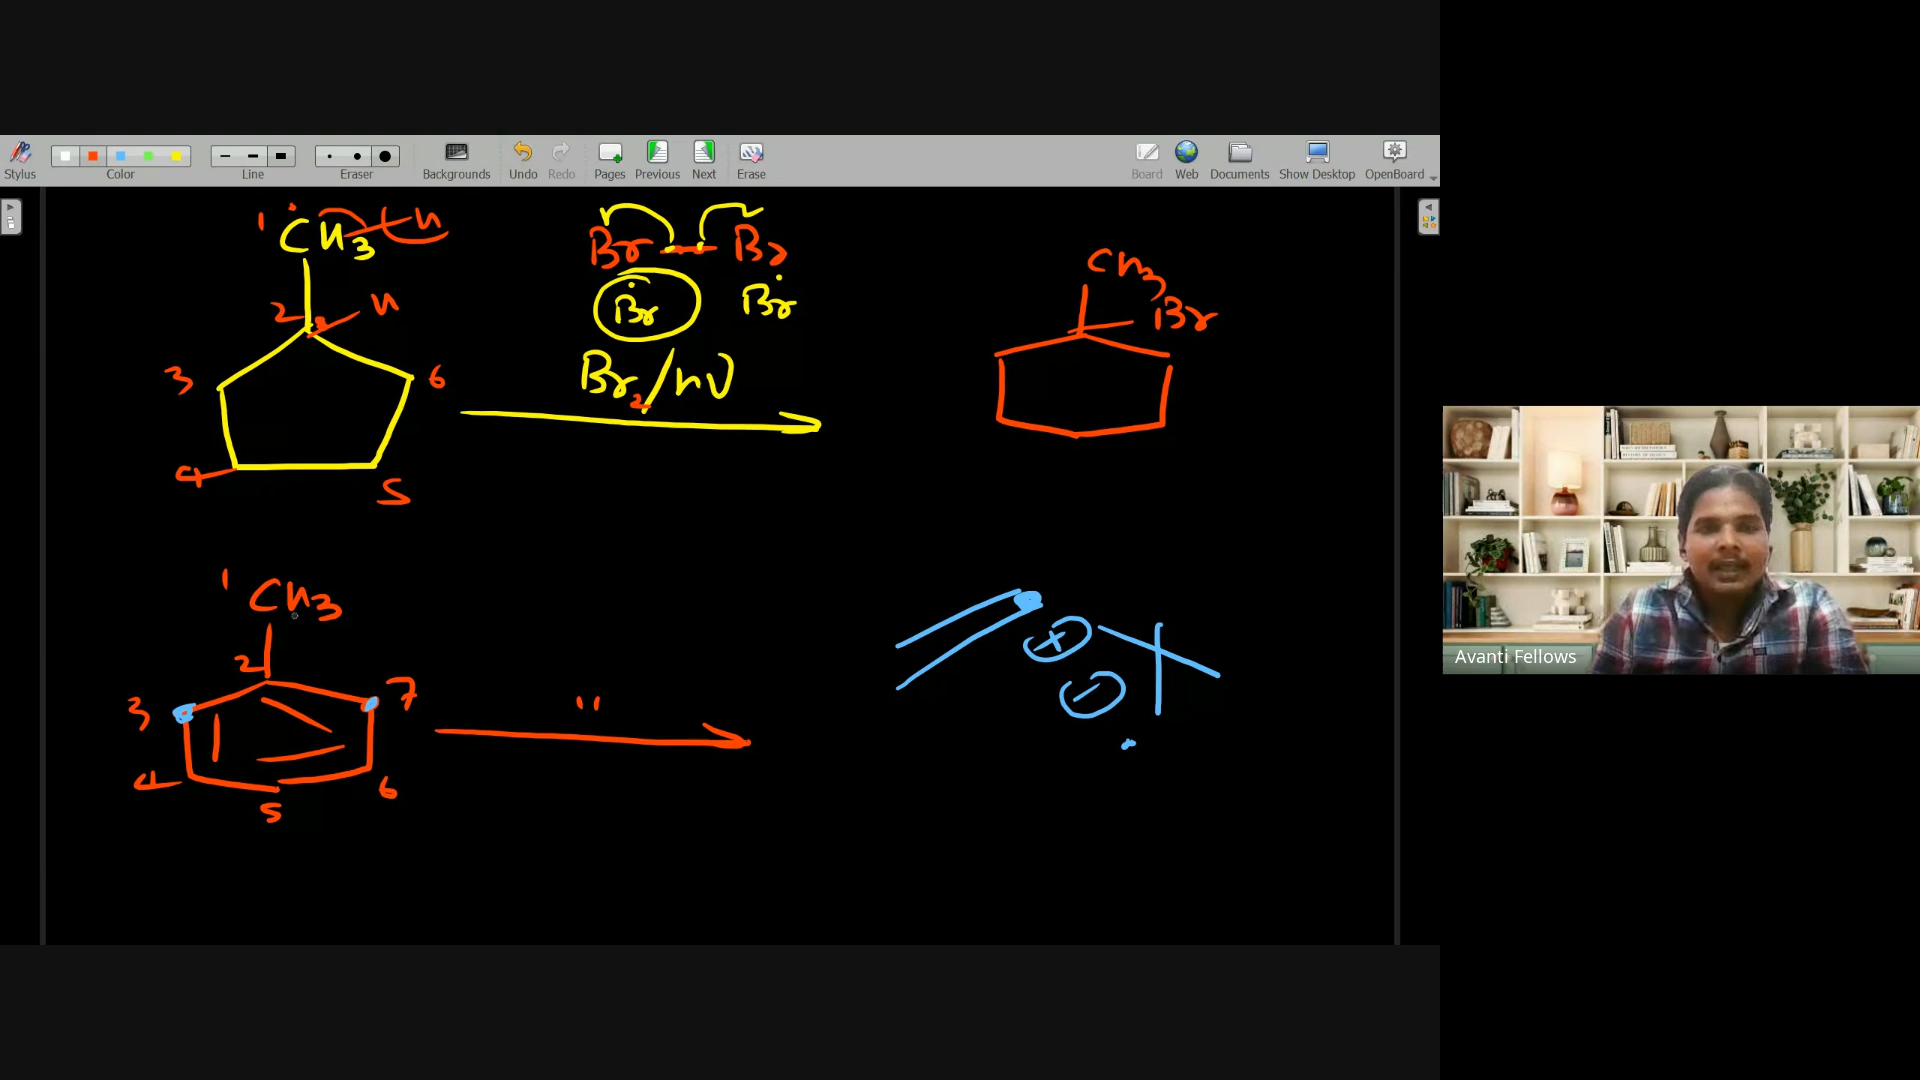 Stylus Color Line Eraser Backgrounds Undo Redo Pages Previous Next Erase Board Web Documents Show Desktop OpenBoard
1 CH3 H
Br Br
Br Br
2 H
Br2/hν
3
6
4
5
CH3
Br
1 CH3
2
3
7
4
5
6
"
+
-
Avanti Fellows